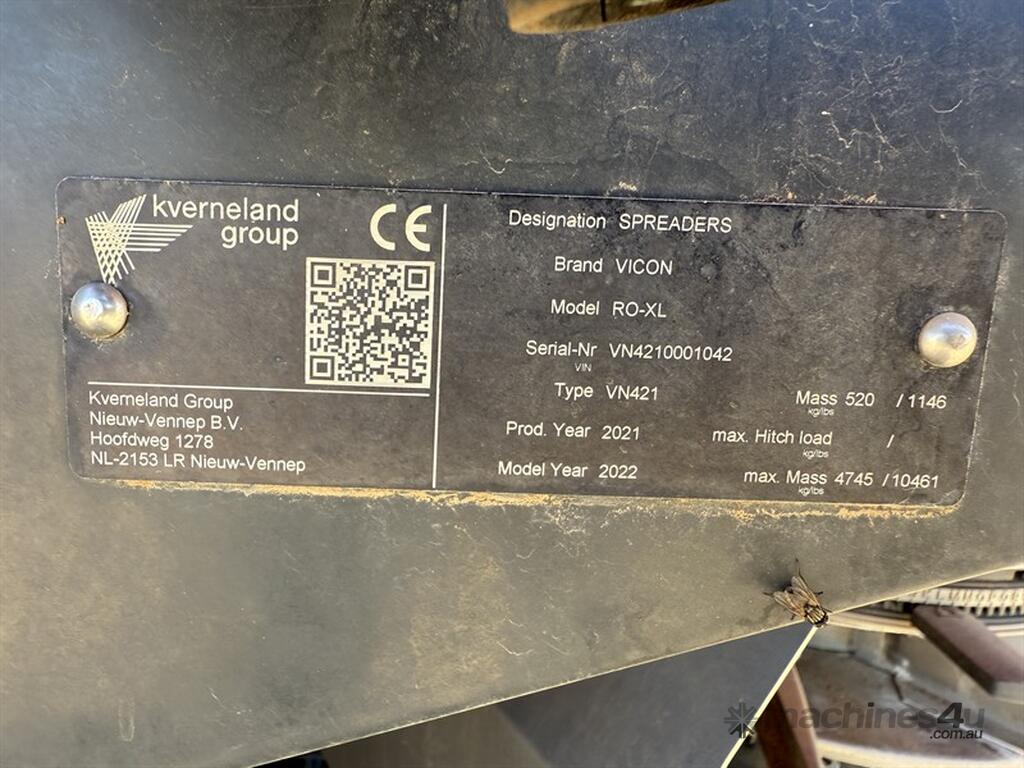 kverneland
group
CE
Kverneland Group
Nieuw-Vennep B.V.
Hoofdweg 1278
NL-2153 LR Nieuw-Vennep
Designation SPREADERS
Brand VICON
Model RO-XL
Serial-Nr VN4210001042
VIN
Type VN421
Prod. Year 2021
Model Year 2022
Mass 520 / 1146
kg/lbs
max. Hitch load /
kg/lbs
max. Mass 4745 / 10461
kg/lbs
machines4u
.com.au